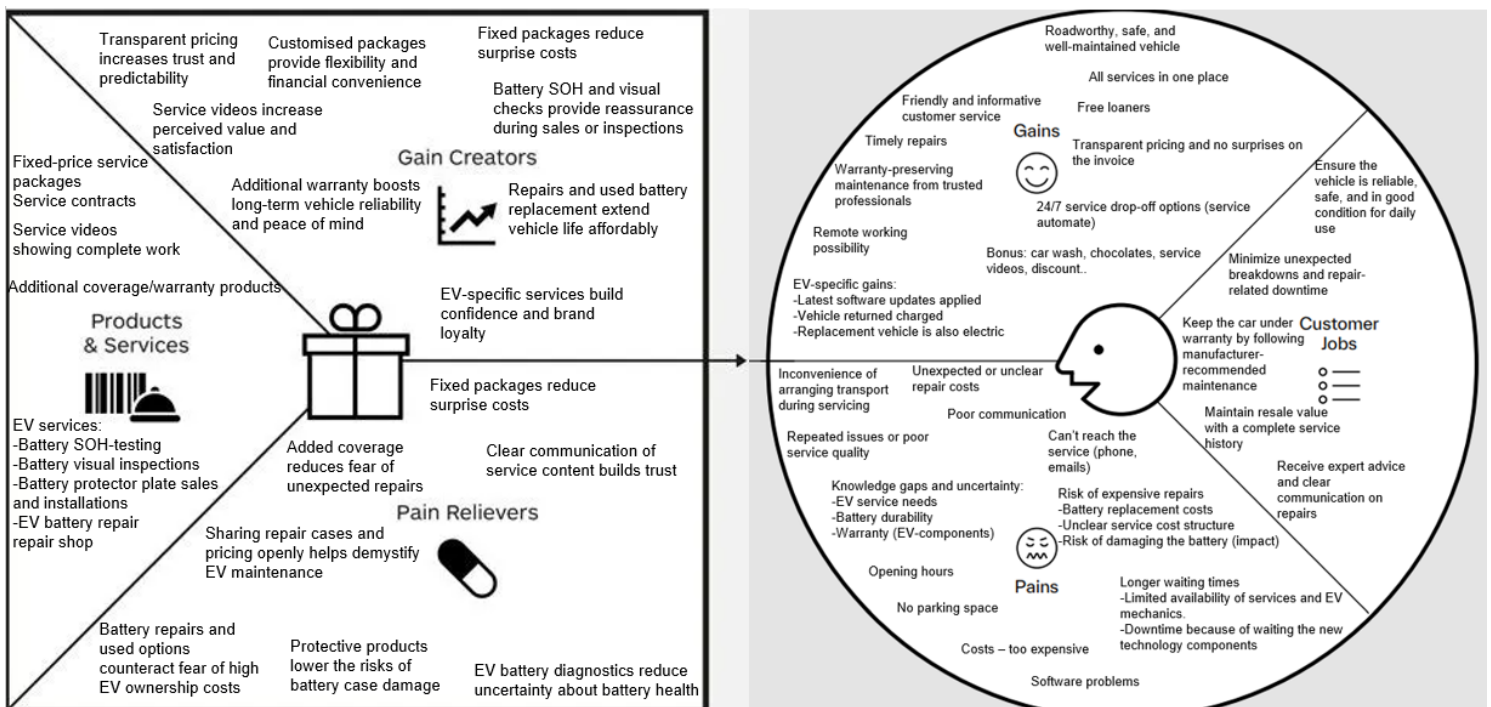 Transparent pricing
increases trust and
predictability
Customised packages
provide flexibility and
financial convenience
Fixed packages reduce
surprise costs
Service videos increase
perceived value and
satisfaction
Battery SOH and visual
checks provide reassurance
during sales or inspections
Gain Creators
Additional warranty boosts
long-term vehicle reliability
and peace of mind
Repairs and used battery
replacement extend
vehicle life affordably
EV-specific services build
confidence and brand
loyalty
Fixed-price service
packages
Service contracts
Service videos
showing complete work
Additional coverage/warranty products
Products
& Services
EV services:
-Battery SOH-testing
-Battery visual inspections
-Battery protector plate sales
and installations
-EV battery repair
repair shop
Fixed packages reduce
surprise costs
Added coverage
reduces fear of
unexpected repairs
Clear communication of
service content builds trust
Pain Relievers
Sharing repair cases and
pricing openly helps demystify
EV maintenance
Battery repairs and
used options
counteract fear of high
EV ownership costs
Protective products
lower the risks of
battery case damage
EV battery diagnostics reduce
uncertainty about battery health
Roadworthy, safe, and
well-maintained vehicle
All services in one place
Friendly and informative
customer service
Free loaners
Gains
Timely repairs
Transparent pricing and no surprises on
the invoice
Warranty-preserving
maintenance from trusted
professionals
24/7 service drop-off options (service
automate)
Remote working
possibility
Bonus: car wash, chocolates, service
videos, discount..
EV-specific gains:
-Latest software updates applied
-Vehicle returned charged
-Replacement vehicle is also electric
Ensure the
vehicle is reliable,
safe, and in good
condition for daily
use
Minimize unexpected
breakdowns and repair-
related downtime
Keep the car under
warranty by following
manufacturer-
recommended
maintenance
Customer
Jobs
Maintain resale value
with a complete service
history
Receive expert advice
and clear
communication on
repairs
Inconvenience of
arranging transport
during servicing
Unexpected or unclear
repair costs
Poor communication
Repeated issues or poor
service quality
Can't reach the
service (phone,
emails)
Knowledge gaps and uncertainty:
-EV service needs
-Battery durability
-Warranty (EV-components)
Risk of expensive repairs
-Battery replacement costs
-Unclear service cost structure
-Risk of damaging the battery (impact)
Pains
Opening hours
No parking space
Longer waiting times
-Limited availability of services and EV
mechanics.
-Downtime because of waiting the new
technology components
Costs – too expensive
Software problems